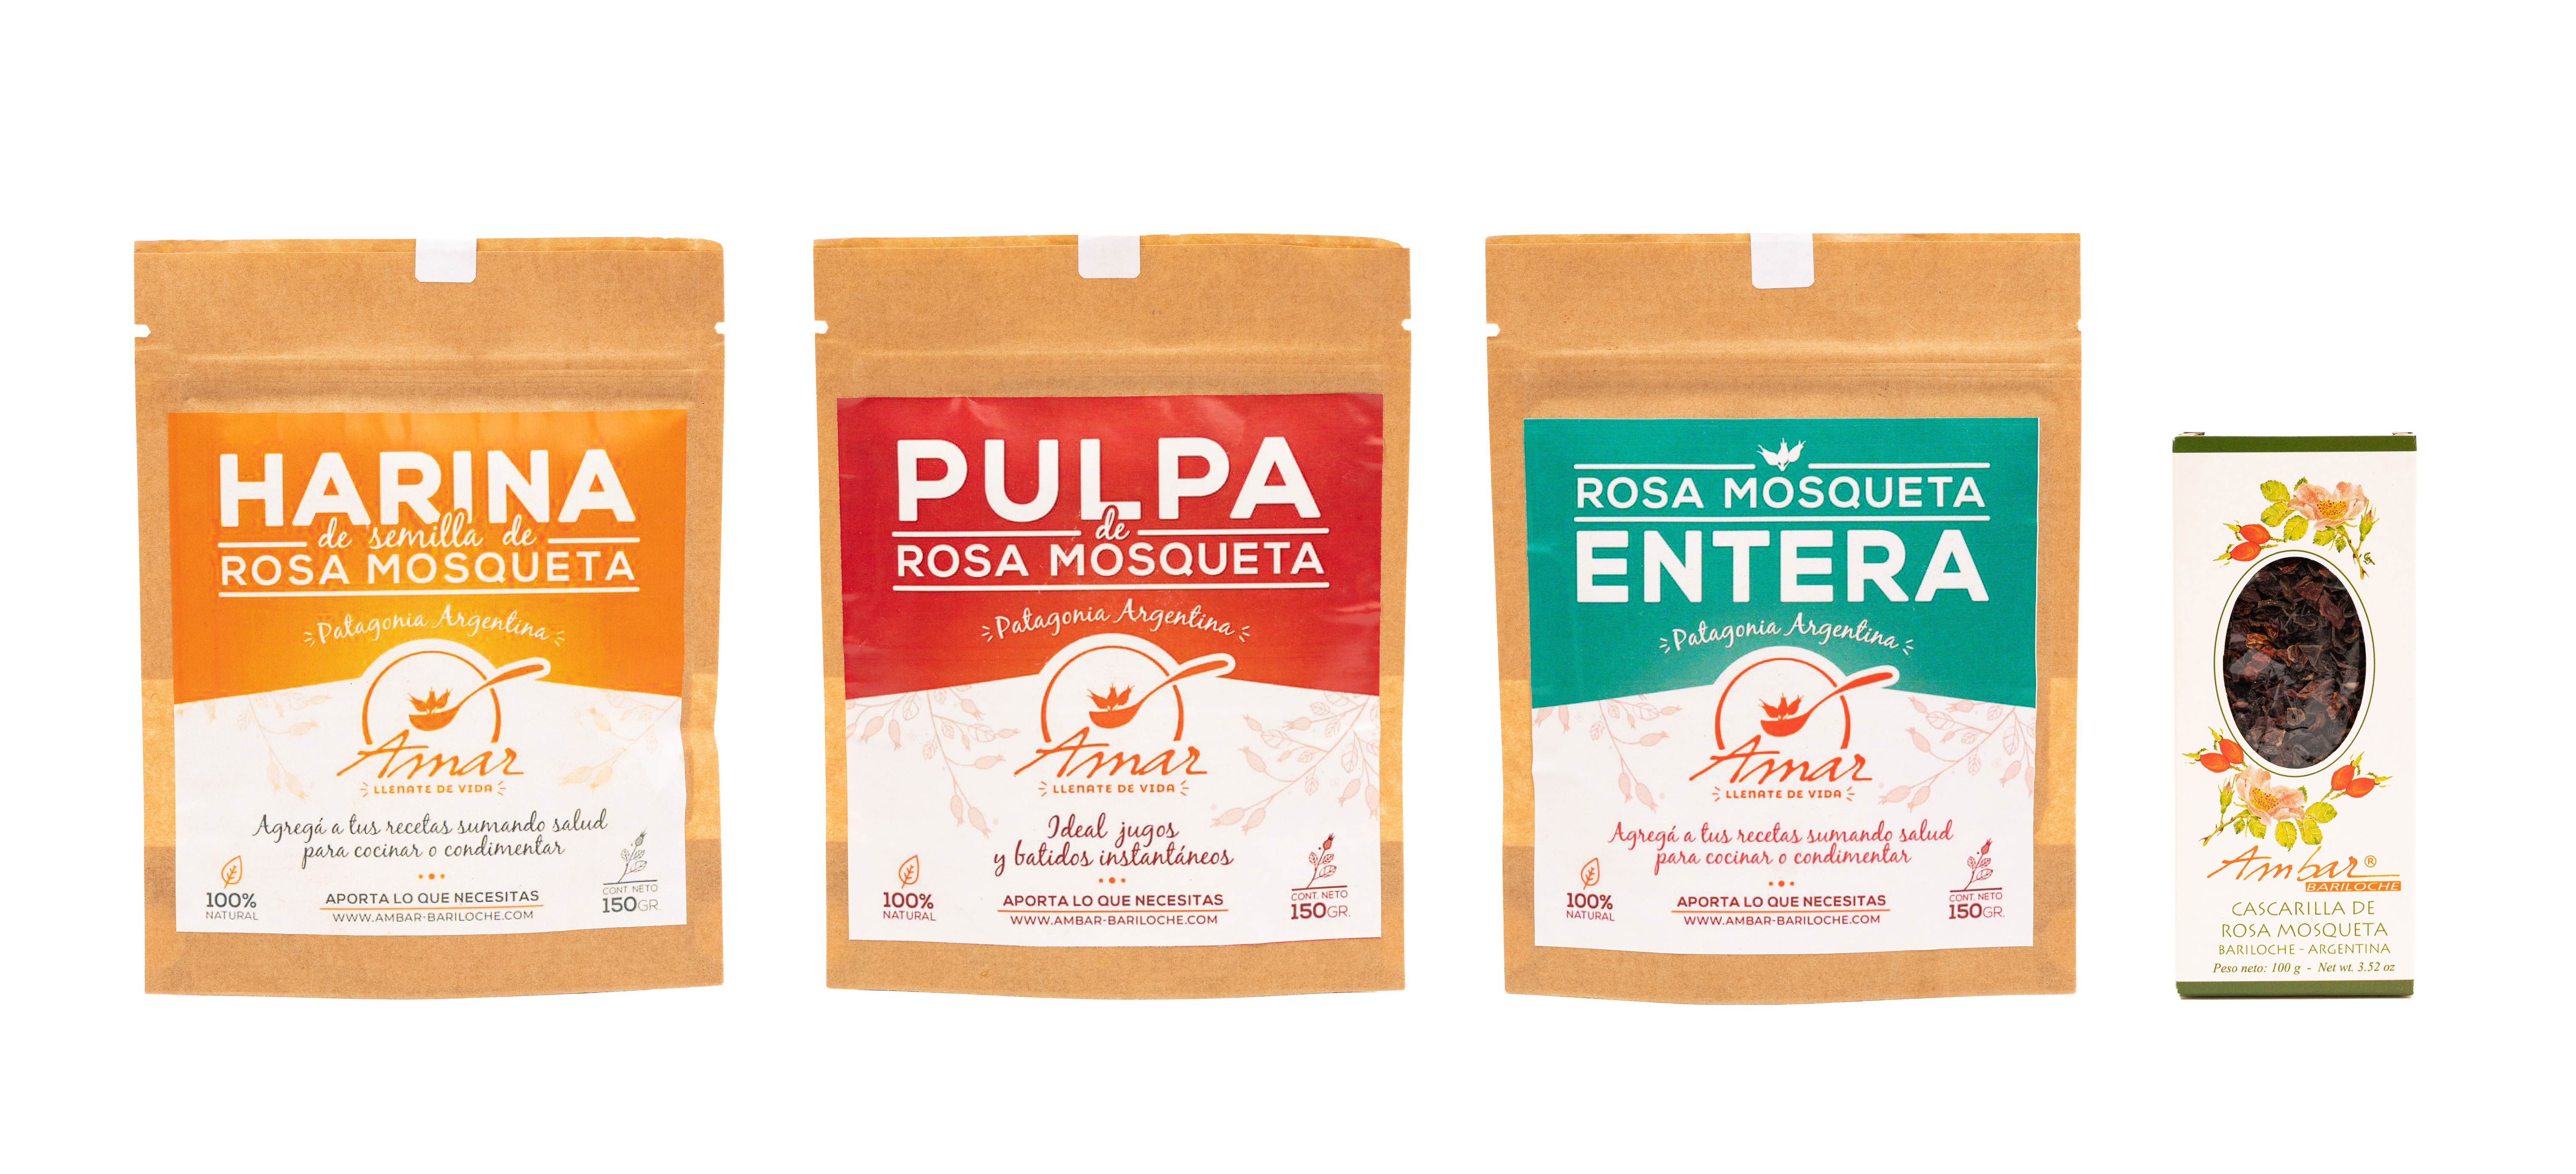 HARINA
de semilla de
ROSA MOSQUETA
Patagonia Argentina
Amar
LLENATE DE VIDA
Agregá a tus recetas sumando salud
para cocinar o condimentar
100%
NATURAL
APORTA LO QUE NECESITAS
WWW.AMBAR-BARILOCHE.COM
CONT. NETO
150GR.
PULPA
de
ROSA MOSQUETA
Patagonia Argentina
Amar
LLENATE DE VIDA
Ideal jugos
y batidos instantáneos
100%
NATURAL
APORTA LO QUE NECESITAS
WWW.AMBAR-BARILOCHE.COM
CONT. NETO
150GR.
ROSA MOSQUETA
ENTERA
Patagonia Argentina
Amar
LLENATE DE VIDA
Agregá a tus recetas sumando salud
para cocinar o condimentar
100%
NATURAL
APORTA LO QUE NECESITAS
WWW.AMBAR-BARILOCHE.COM
CONT. NETO
150GR.
Ambar®
BARILOCHE
CASCARILLA DE
ROSA MOSQUETA
BARILOCHE - ARGENTINA
Peso neto: 100 g - Net wt. 3.52 oz